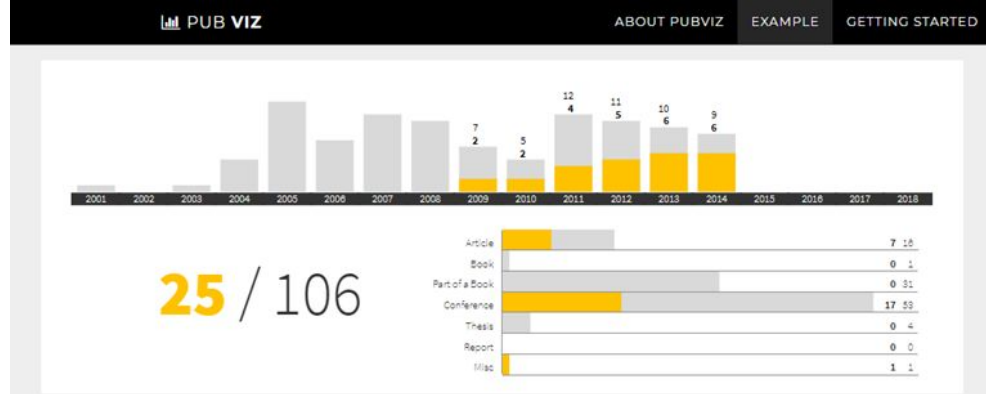 PUB VIZ
ABOUT PUBVIZ
EXAMPLE
GETTING STARTED
12
4
11
5
10
6
9
6
7
2
5
2
2001 2002 2003 2004 2005 2006 2007 2008 2009 2010 2011 2012 2013 2014 2015 2016 2017 2018
25 / 106
Article 7 16
Book 0 1
Part of a Book 0 31
Conference 17 53
Thesis 0 4
Report 0 0
Misc 1 1